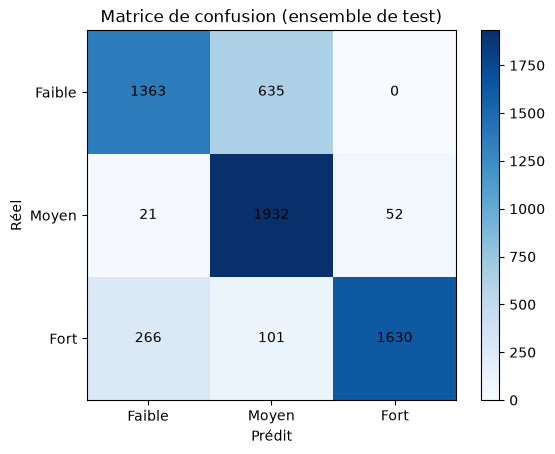 Matrice de confusion (ensemble de test)
Faible 1363 635 0
Moyen 21 1932 52
Fort 266 101 1630
Faible Moyen Fort
Prédit
Réel
1750
1500
1250
1000
750
500
250
0